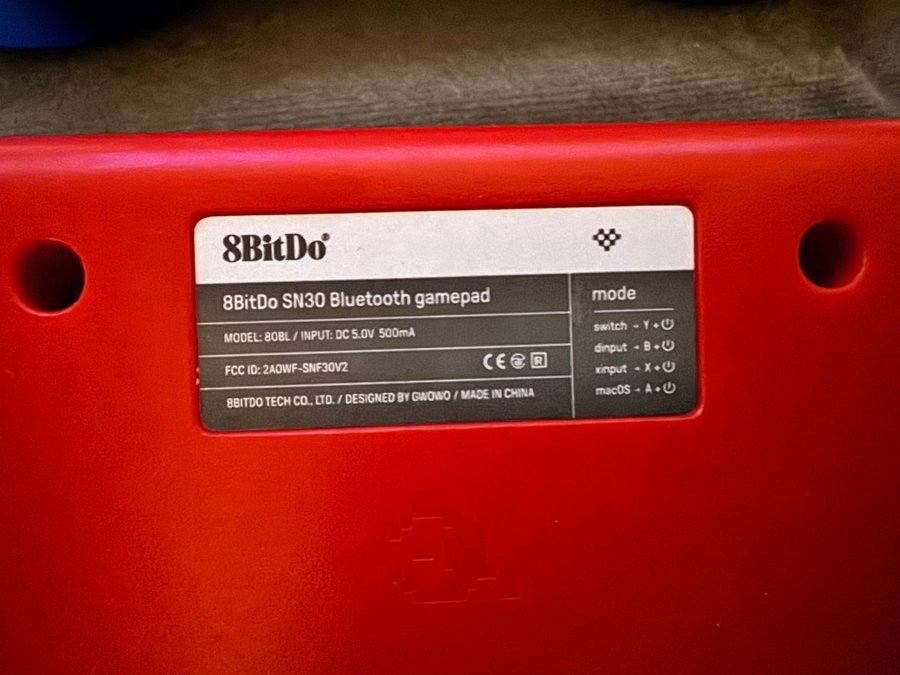 8BitDo®
8BitDo SN30 Bluetooth gamepad
MODEL: 80BL / INPUT: DC 5.0V 500mA
FCC ID: 2AOWF-SNF30V2
CE R
8BITDO TECH CO., LTD. / DESIGNED BY GWOWO / MADE IN CHINA
mode
switch - Y + ⏻
dinput - B + ⏻
xinput - X + ⏻
macOS - A + ⏻